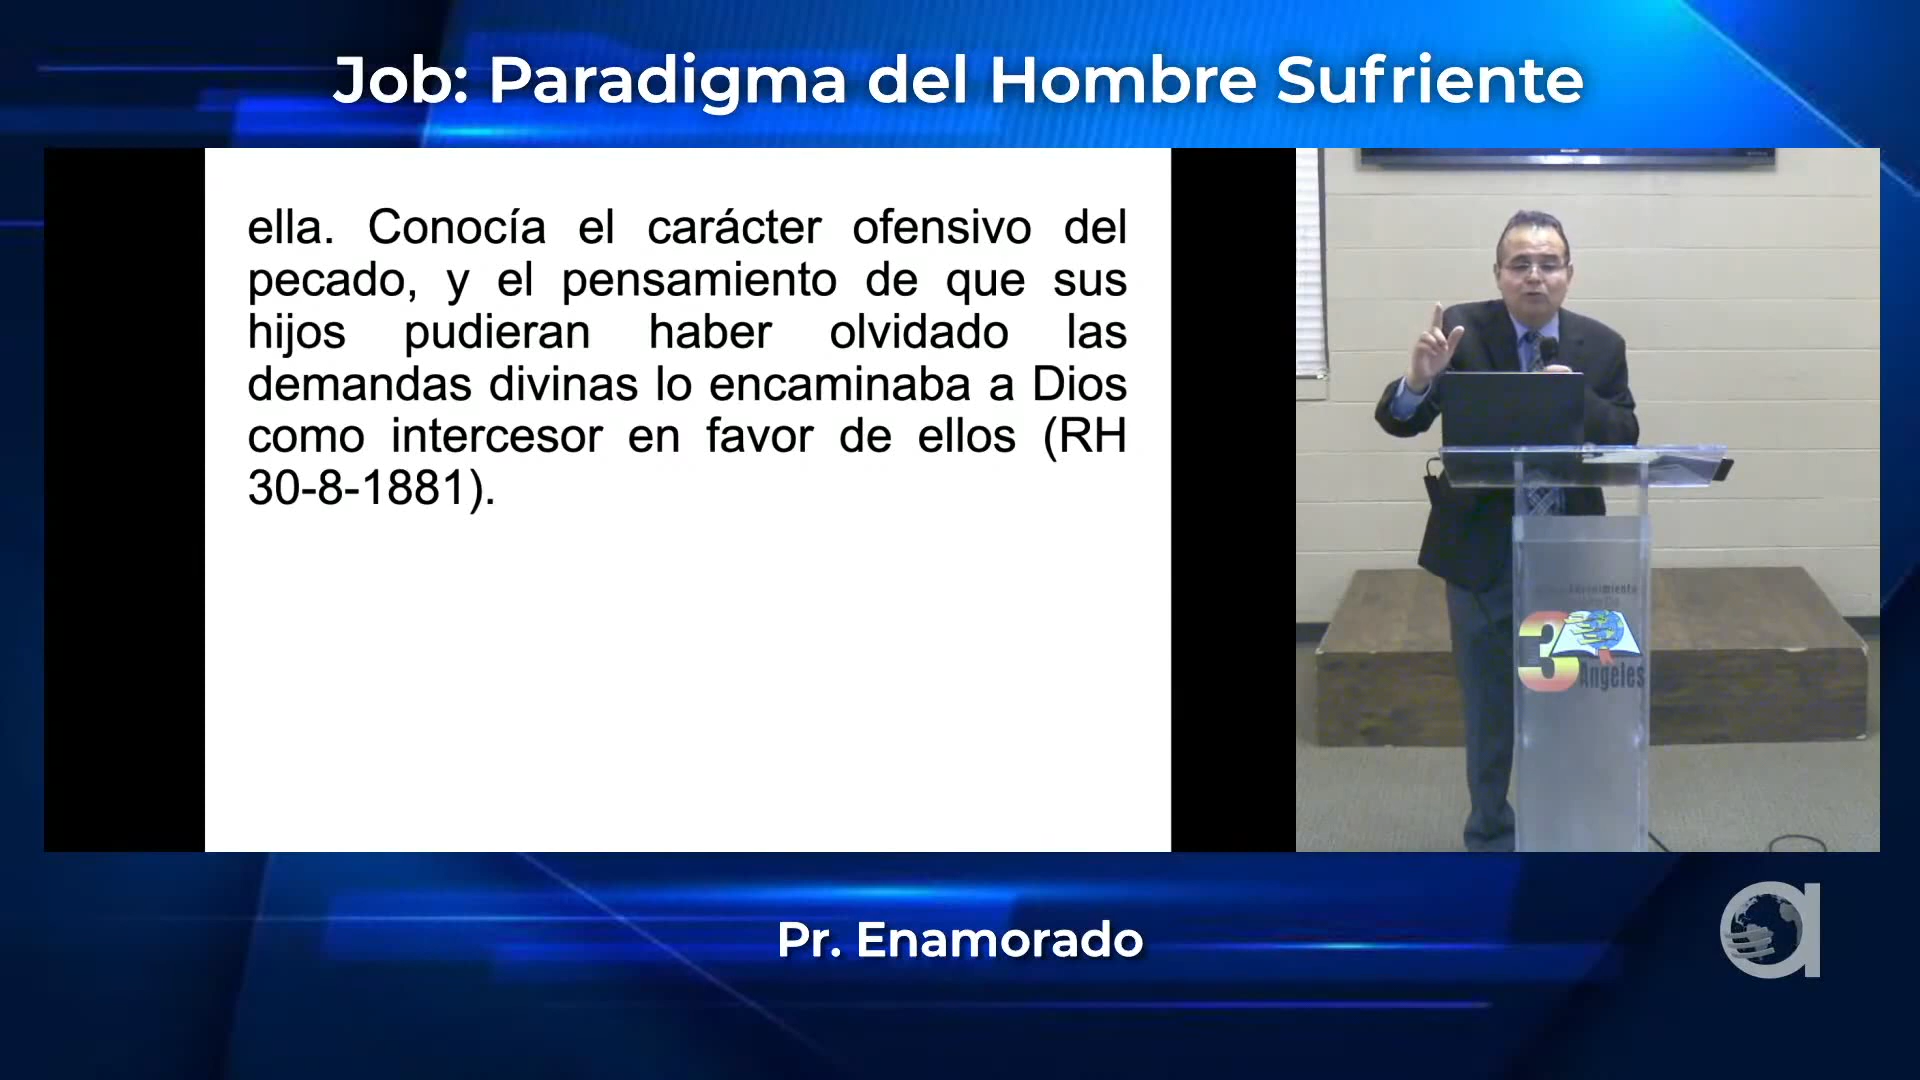 Job: Paradigma del Hombre Sufriente
ella. Conocía el carácter ofensivo del
pecado, y el pensamiento de que sus
hijos pudieran haber olvidado las
demandas divinas lo encaminaba a Dios
como intercesor en favor de ellos (RH
30-8-1881).
3
Angeles
Pr. Enamorado